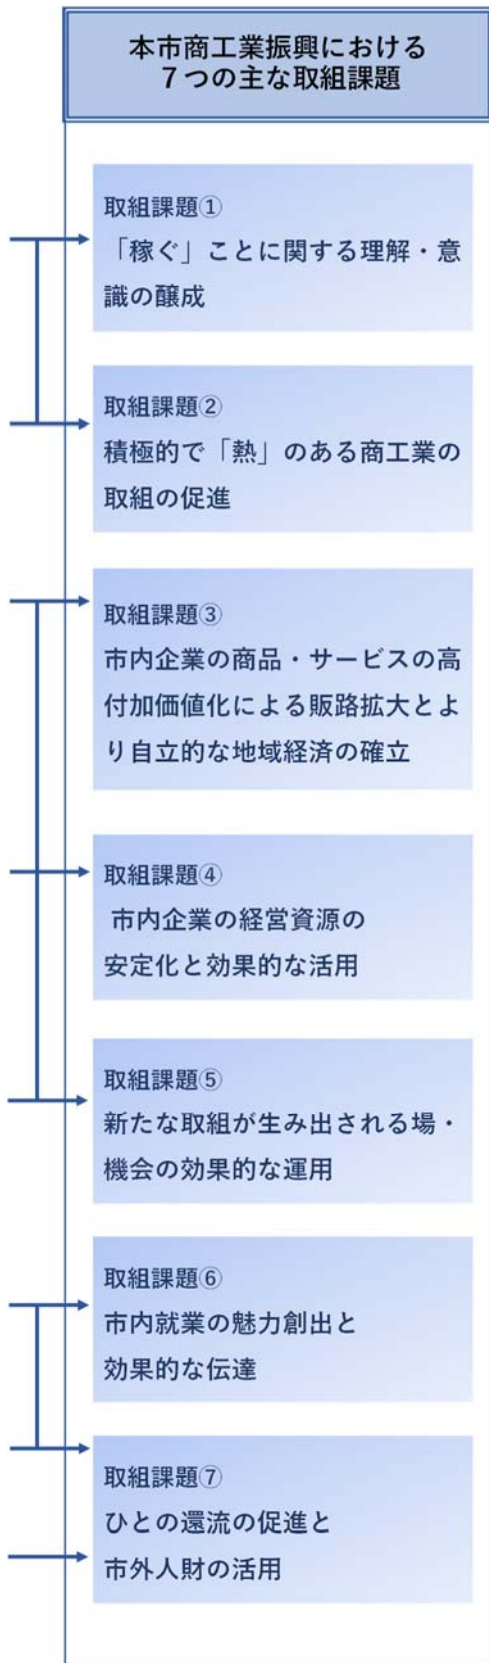 本市商工業振興における
７つの主な取組課題
取組課題①
「稼ぐ」ことに関する理解・意
識の醸成
取組課題②
積極的で「熱」のある商工業の
取組の促進
取組課題③
市内企業の商品・サービスの高
付加価値化による販路拡大とよ
り自立的な地域経済の確立
取組課題④
市内企業の経営資源の
安定化と効果的な活用
取組課題⑤
新たな取組が生み出される場・
機会の効果的な運用
取組課題⑥
市内就業の魅力創出と
効果的な伝達
取組課題⑦
ひとの還流の促進と
市外人財の活用